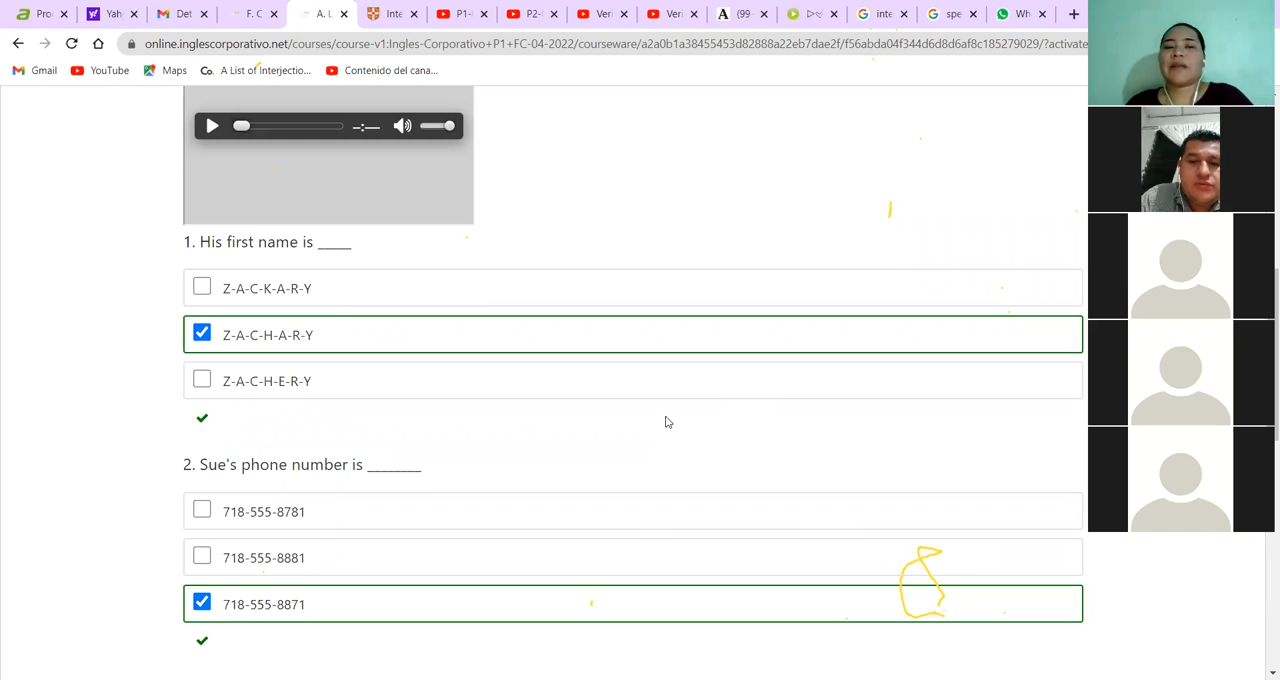 Pro
Yah
Det
F. C
A. L
Inte
P1-
P2-
Veri
Veri
(99
inte
spe
Wh
online.inglescorporativo.net/courses/course-v1:Ingles-Corporativo+P1+FC-04-2022/courseware/a2a0b1a38455453d82888a22eb7dae2f/f56abda04f344d6d8d6af8c185279029/?activate
Gmail
YouTube
Maps
Co. A List of Interjectio...
Contenido del cana...
--:--
1. His first name is _____
Z-A-C-K-A-R-Y
Z-A-C-H-A-R-Y
Z-A-C-H-E-R-Y
2. Sue's phone number is ________
718-555-8781
718-555-8881
718-555-8871